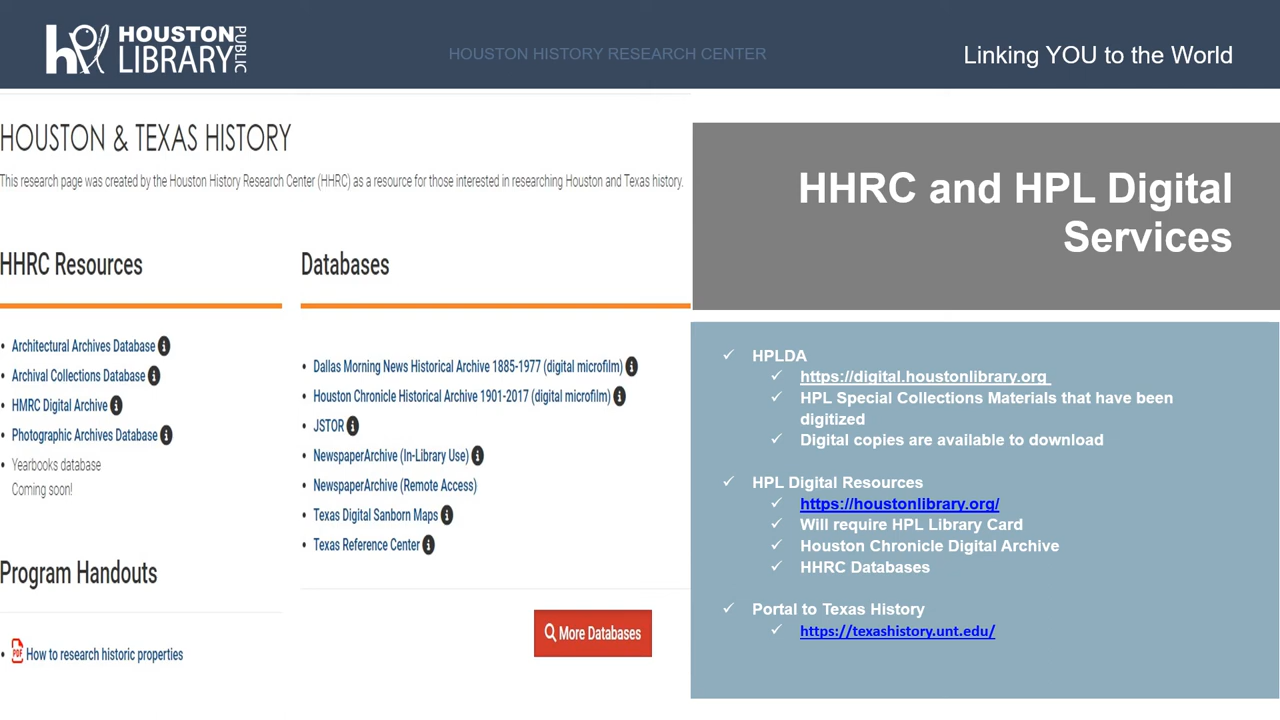 HOUSTON
LIBRARY
PUBLIC
HOUSTON HISTORY RESEARCH CENTER
Linking YOU to the World
HOUSTON & TEXAS HISTORY
This research page was created by the Houston History Research Center (HHRC) as a resource for those interested in researching Houston and Texas history.
HHRC Resources
Architectural Archives Database
Archival Collections Database
HMRC Digital Archive
Photographic Archives Database
Yearbooks database
Coming soon!
Program Handouts
PDF How to research historic properties
Databases
Dallas Morning News Historical Archive 1885-1977 (digital microfilm)
Houston Chronicle Historical Archive 1901-2017 (digital microfilm)
JSTOR
NewspaperArchive (In-Library Use)
NewspaperArchive (Remote Access)
Texas Digital Sanborn Maps
Texas Reference Center
More Databases
HHRC and HPL Digital
Services
HPLDA
https://digital.houstonlibrary.org
HPL Special Collections Materials that have been
digitized
Digital copies are available to download
HPL Digital Resources
https://houstonlibrary.org/
Will require HPL Library Card
Houston Chronicle Digital Archive
HHRC Databases
Portal to Texas History
https://texashistory.unt.edu/